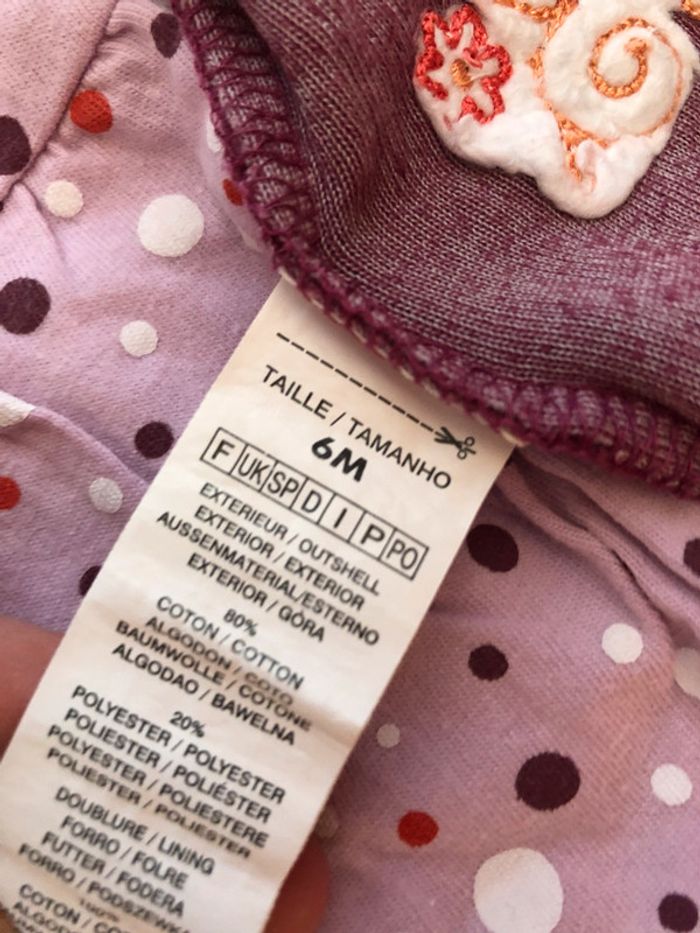 TAILLE / TAMANHO
6M
F UK SP D I P PO
EXTERIEUR / OUTSHELL
EXTERIOR / EXTERIOR
AUSSENMATERIAL/ESTERNO
EXTERIOR / GÒRA
80%
COTON / COTTON
ALGODON / COTO
BAUMWOLLE / COTONE
ALGODAO / BAWELNA
20%
POLYESTER / POLYESTER
POLIESTER / POLIÉSTER
POLYESTER / POLIESTERE
POLIESTER / POLIESTER
DOUBLURE / LINING
FORRO / FOLRE
FUTTER / FODERA
FORRO / PODSZEWKA
100%
COTON /